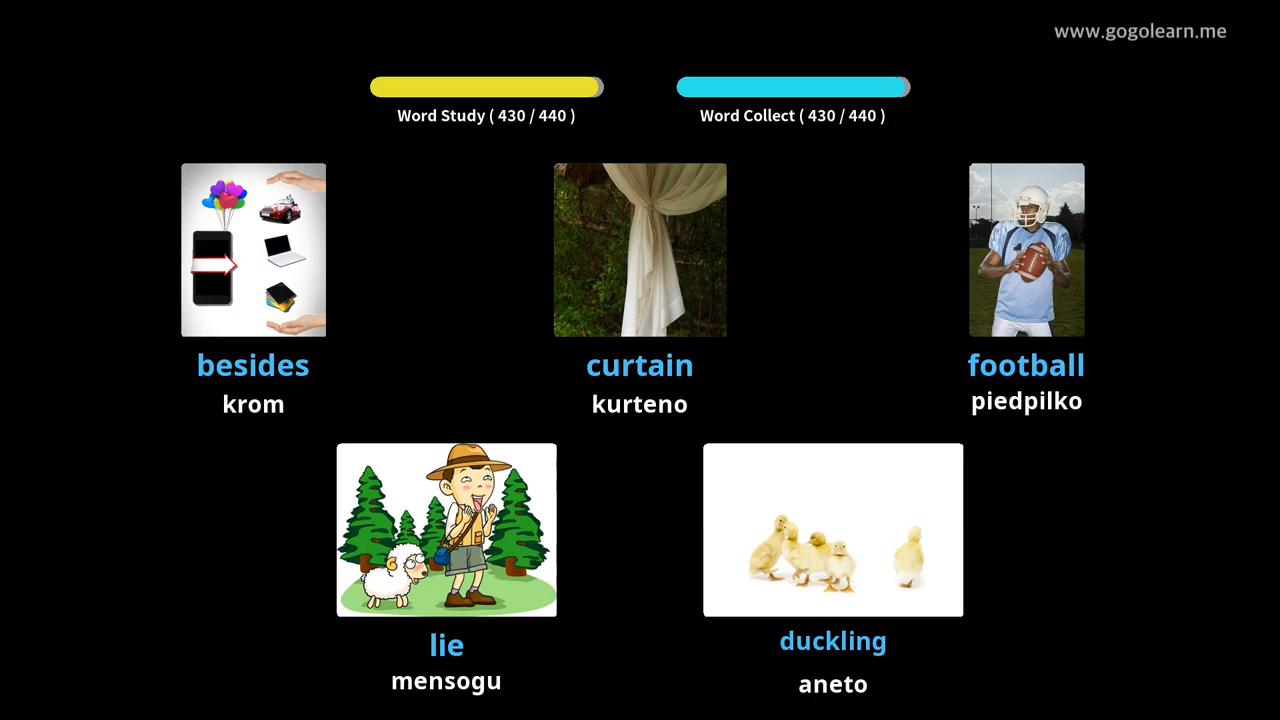 www.gogolearn.me
Word Study ( 430 / 440 )
Word Collect ( 430 / 440 )
besides
krom
curtain
kurteno
football
piedpilko
lie
mensogu
duckling
aneto